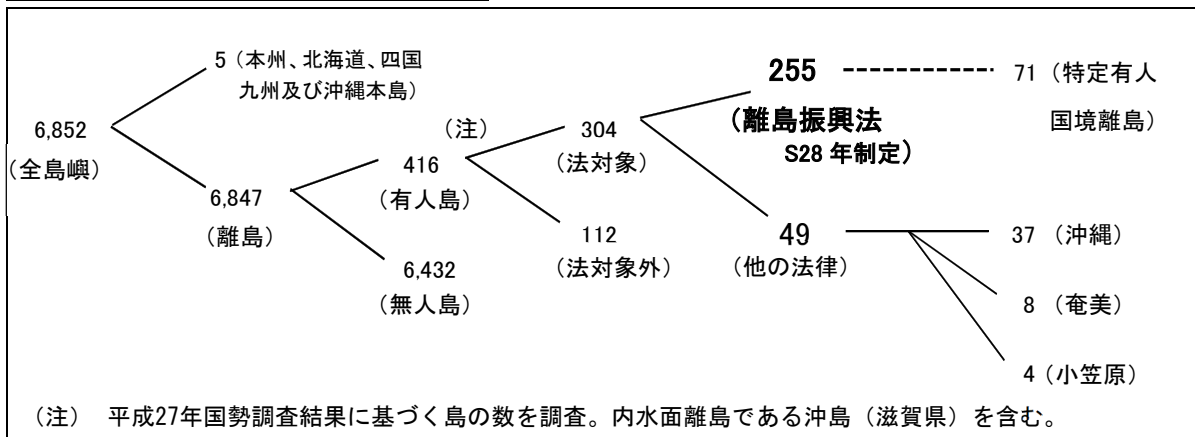 5（本州、北海道、四国
九州及び沖縄本島）
6,852
（全島嶼）
6,847
（離島）
（注）
416
（有人島）
6,432
（無人島）
304
（法対象）
112
（法対象外）
255
（離島振興法
S28年制定）
49
（他の法律）
71（特定有人
国境離島）
37（沖縄）
8（奄美）
4（小笠原）
（注） 平成27年国勢調査結果に基づく島の数を調査。内水面離島である沖島（滋賀県）を含む。